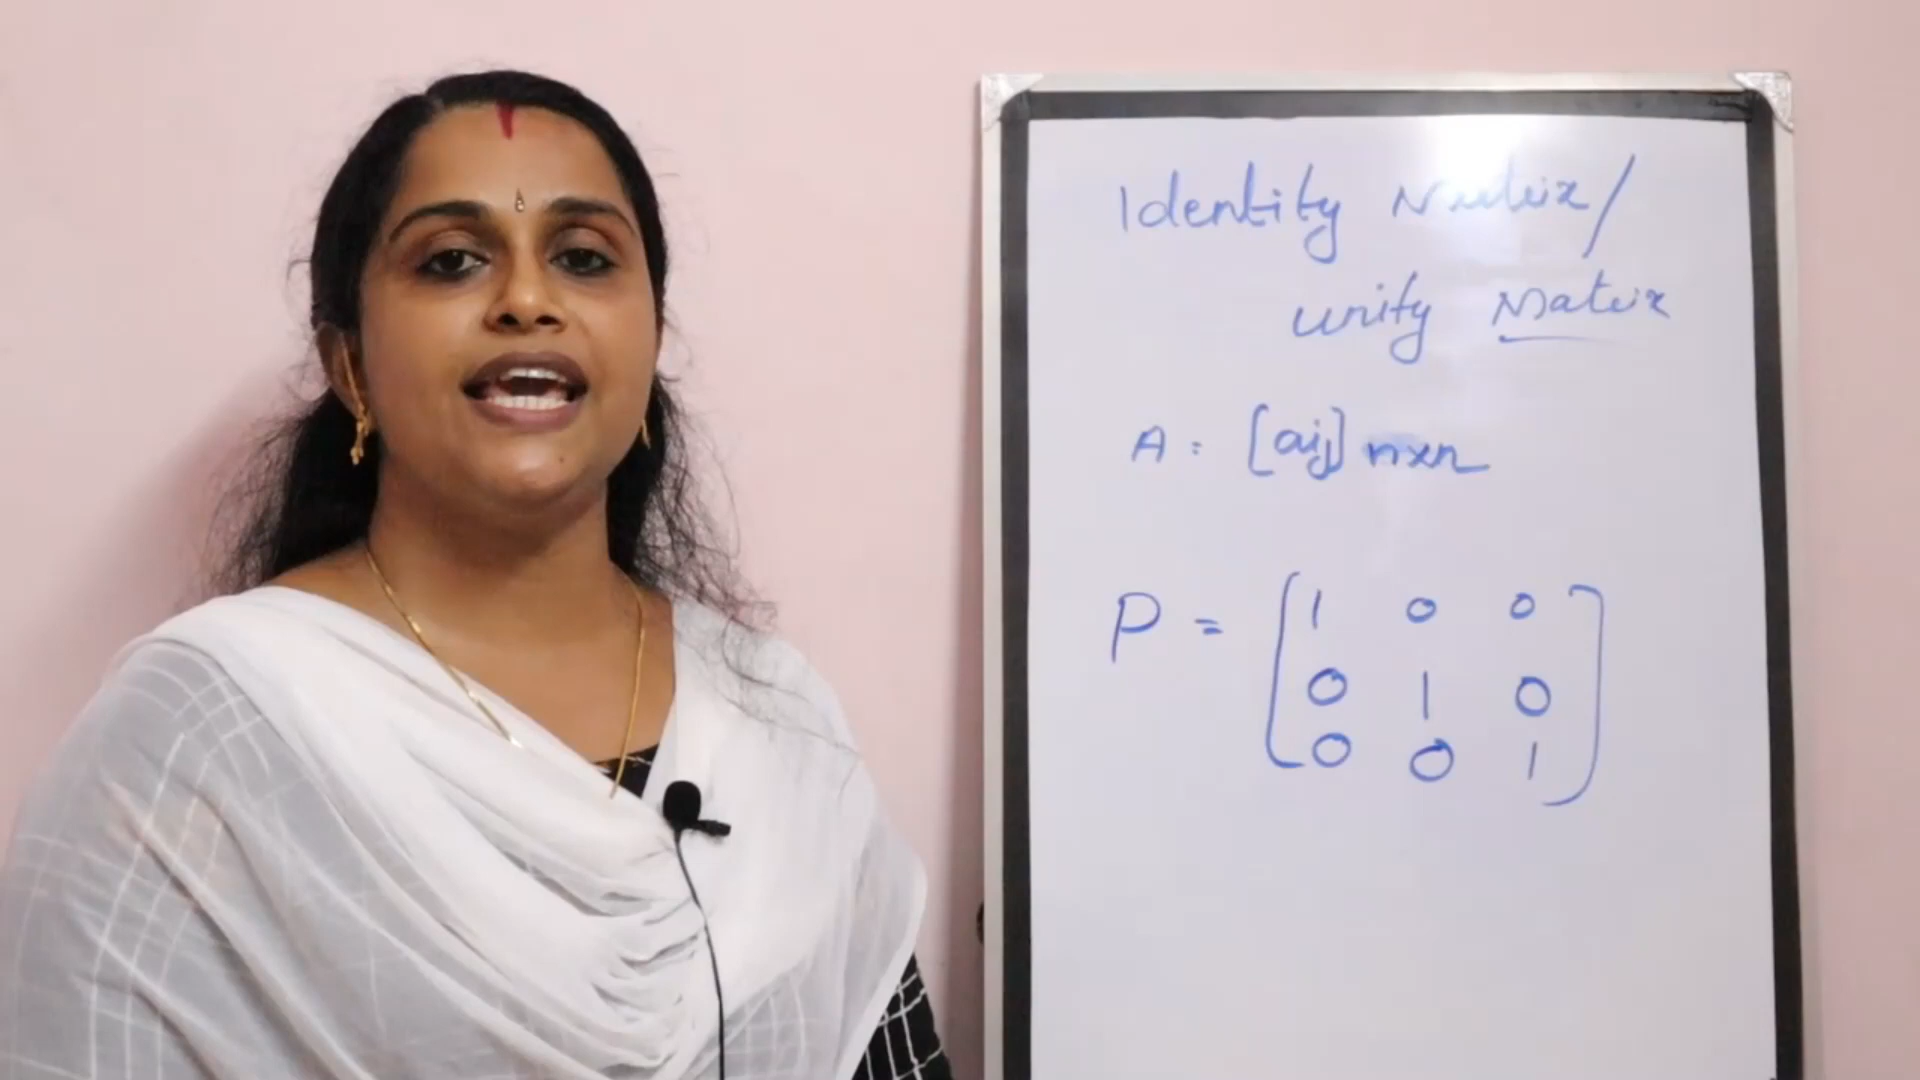 Identity Matrix/
unity Matrix
A = [aij] nxn
P = [1 0 0
0 1 0
0 0 1]